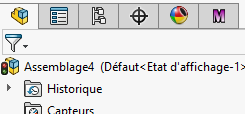 Assemblage4 (Défaut<Etat d'affichage-1>
Historique
Capteurs